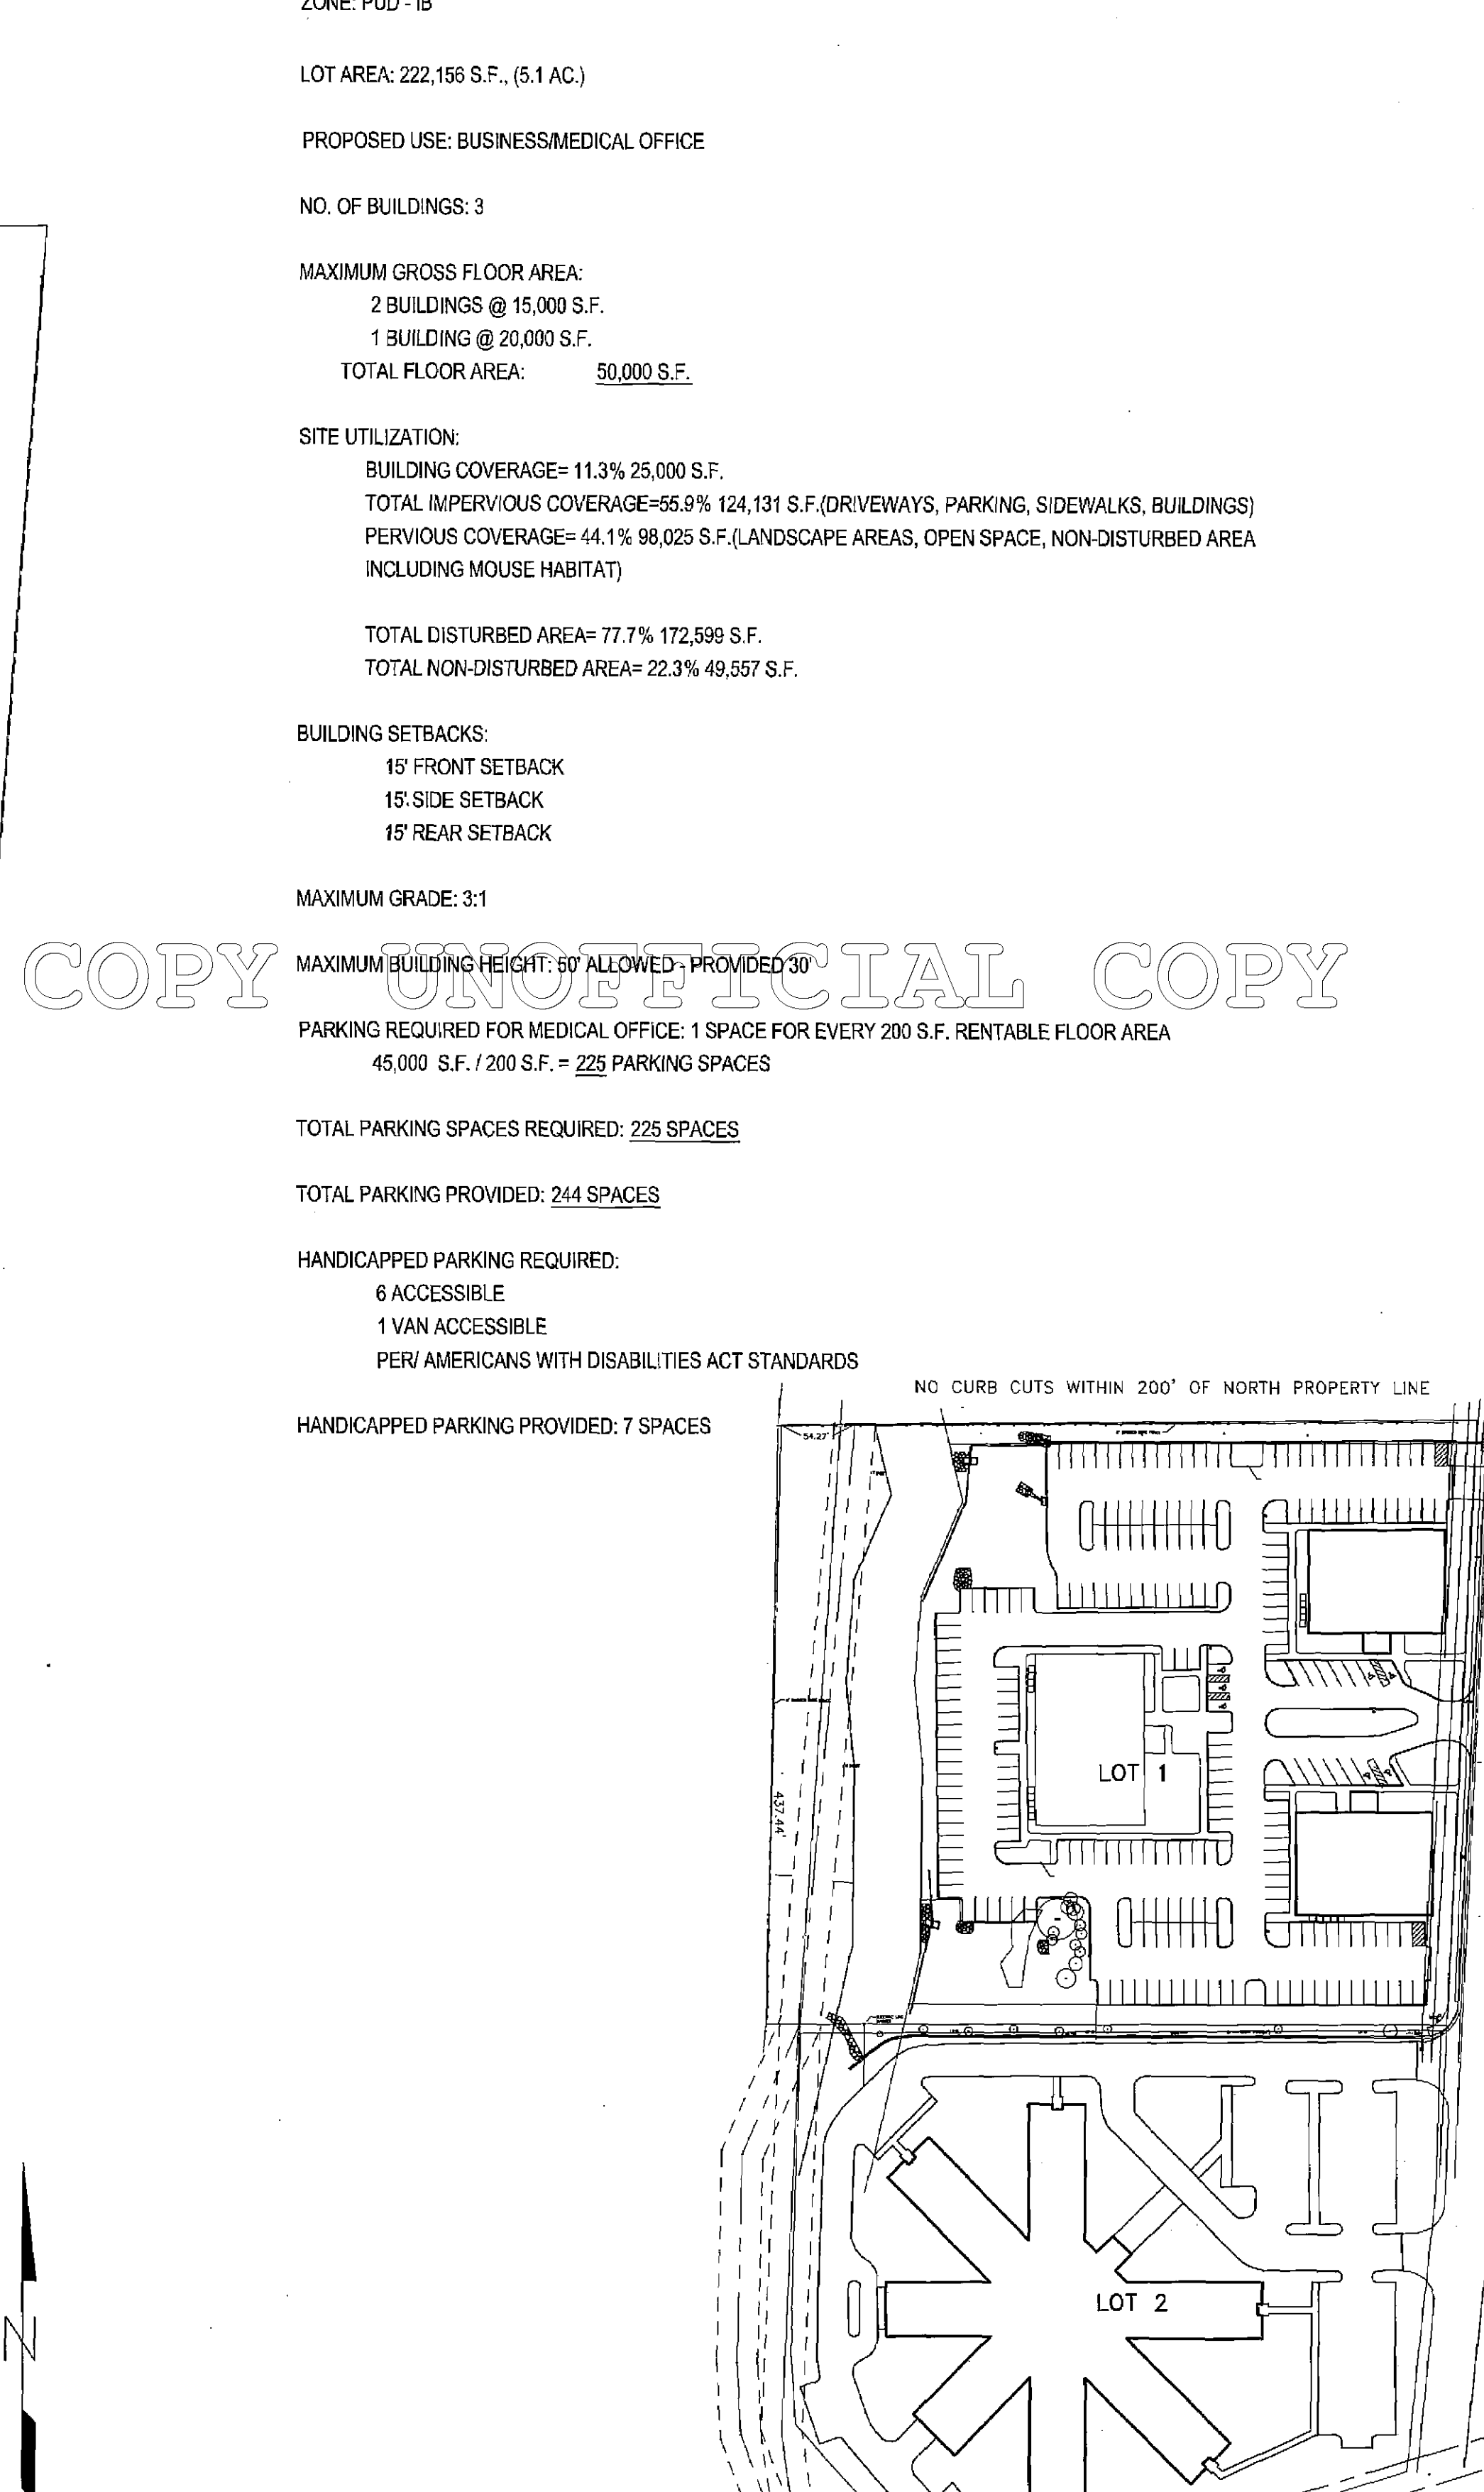 ZONE: PUD - IB
LOT AREA: 222,156 S.F., (5.1 AC.)
PROPOSED USE: BUSINESS/MEDICAL OFFICE
NO. OF BUILDINGS: 3
MAXIMUM GROSS FLOOR AREA:
2 BUILDINGS @ 15,000 S.F.
1 BUILDING @ 20,000 S.F.
TOTAL FLOOR AREA: 50,000 S.F.
SITE UTILIZATION:
BUILDING COVERAGE= 11.3% 25,000 S.F.
TOTAL IMPERVIOUS COVERAGE=55.9% 124,131 S.F.(DRIVEWAYS, PARKING, SIDEWALKS, BUILDINGS)
PERVIOUS COVERAGE= 44.1% 98,025 S.F.(LANDSCAPE AREAS, OPEN SPACE, NON-DISTURBED AREA
INCLUDING MOUSE HABITAT)
TOTAL DISTURBED AREA= 77.7% 172,599 S.F.
TOTAL NON-DISTURBED AREA= 22.3% 49,557 S.F.
BUILDING SETBACKS:
15' FRONT SETBACK
15' SIDE SETBACK
15' REAR SETBACK
MAXIMUM GRADE: 3:1
COPY UNOFFICIAL COPY
MAXIMUM BUILDING HEIGHT: 50' ALLOWED - PROVIDED 30'
PARKING REQUIRED FOR MEDICAL OFFICE: 1 SPACE FOR EVERY 200 S.F. RENTABLE FLOOR AREA
45,000 S.F. / 200 S.F. = 225 PARKING SPACES
TOTAL PARKING SPACES REQUIRED: 225 SPACES
TOTAL PARKING PROVIDED: 244 SPACES
HANDICAPPED PARKING REQUIRED:
6 ACCESSIBLE
1 VAN ACCESSIBLE
PER/ AMERICANS WITH DISABILITIES ACT STANDARDS
NO CURB CUTS WITHIN 200' OF NORTH PROPERTY LINE
HANDICAPPED PARKING PROVIDED: 7 SPACES
54.27'
LOT 1
437.44'
LOT 2
N